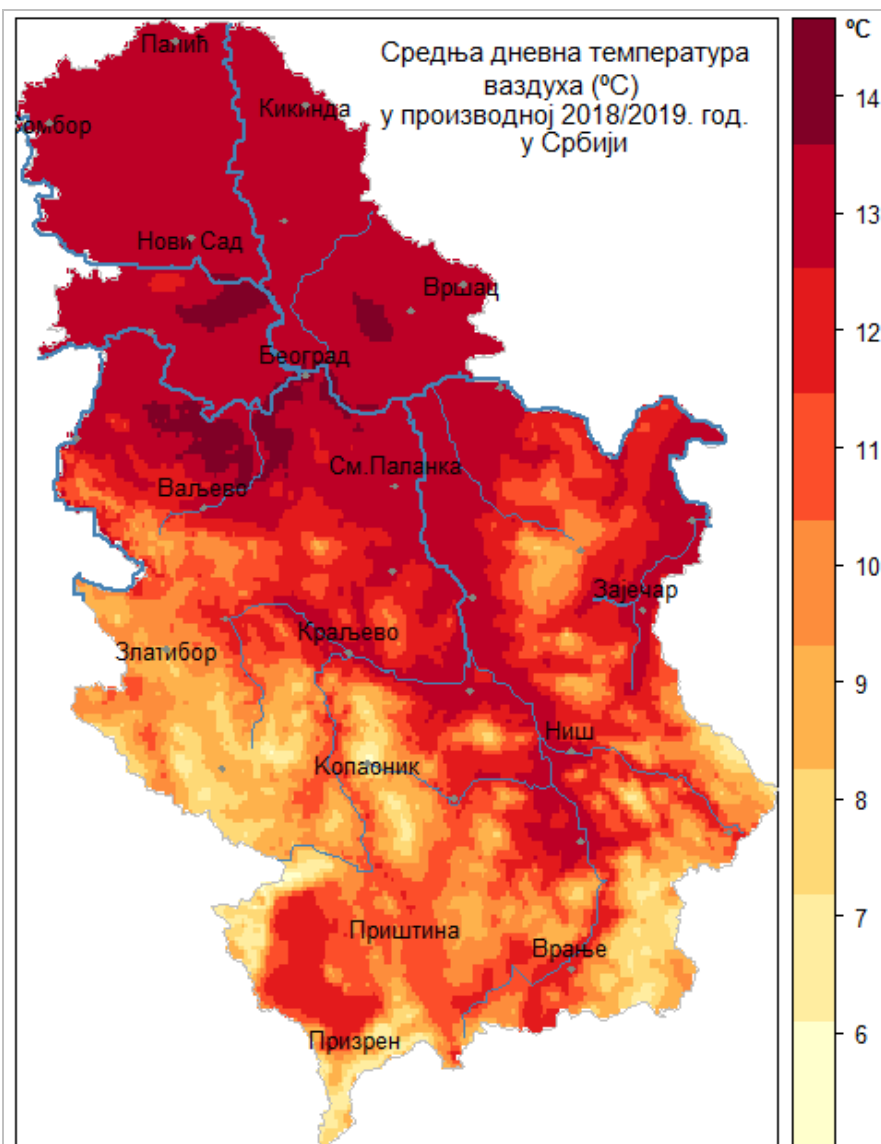 Средња дневна температура
ваздуха (ºC)
у производној 2018/2019. год.
у Србији
ºC
Палић
Кикинда
омбор
Нови Сад
Вршац
Београд
См.Паланка
Ваљево
Зајечар
Краљево
Златибор
Ниш
Копаоник
Приштина
Врање
Призрен
14
13
12
11
10
9
8
7
6